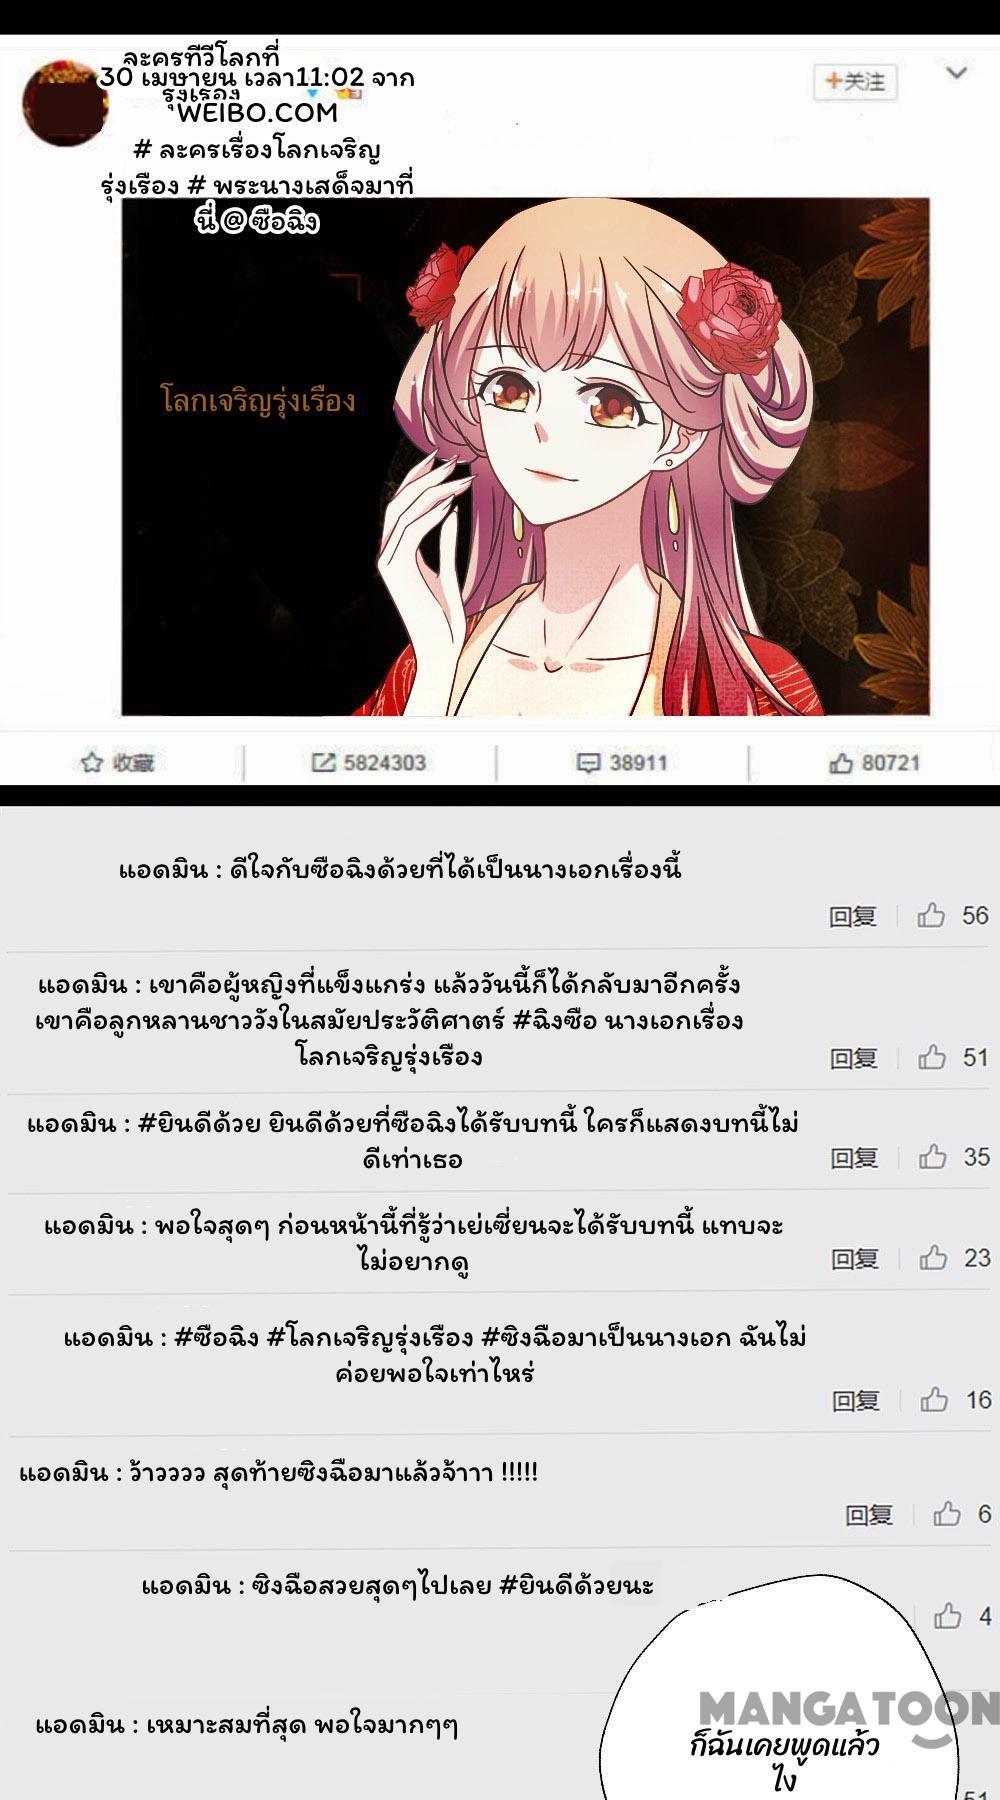 ละครทีวีโลกที่
30 เมษายน เวลา11:02 จาก
รุ่งเรือง
WEIBO.COM
# ละครเรื่องโลกเจริญ
รุ่งเรือง # พระนางเสด็จมาที่
นี่ @ ซือฉิง
+关注
โลกเจริญรุ่งเรือง
收藏
5824303
38911
80721
แอดมิน : ดีใจกับซือฉิงด้วยที่ได้เป็นนางเอกเรื่องนี้
回复 56
แอดมิน : เขาคือผู้หญิงที่แข็งแกร่ง แล้ววันนี้ก็ได้กลับมาอีกครั้ง
เขาคือลูกหลานชาววังในสมัยประวัติศาตร์ #ฉิงซือ นางเอกเรื่อง
โลกเจริญรุ่งเรือง
回复 51
แอดมิน : #ยินดีด้วย ยินดีด้วยที่ซือฉิงได้รับบทนี้ ใครก็แสดงบทนี้ไม่
ดีเท่าเธอ
回复 35
แอดมิน : พอใจสุดๆ ก่อนหน้านี้ที่รู้ว่าเย่เซี่ยนจะได้รับบทนี้ แทบจะ
ไม่อยากดู
回复 23
แอดมิน : #ซือฉิง #โลกเจริญรุ่งเรือง #ซิงฉือมาเป็นนางเอก ฉันไม่
ค่อยพอใจเท่าไหร่
回复 16
แอดมิน : ว้าวววว สุดท้ายซิงฉือมาแล้วจ้าาา !!!!!
回复 6
แอดมิน : ซิงฉือสวยสุดๆไปเลย #ยินดีด้วยนะ
4
แอดมิน : เหมาะสมที่สุด พอใจมากๆๆ
MANGATOON
ก็ฉันเคยพูดแล้ว
ไง
51